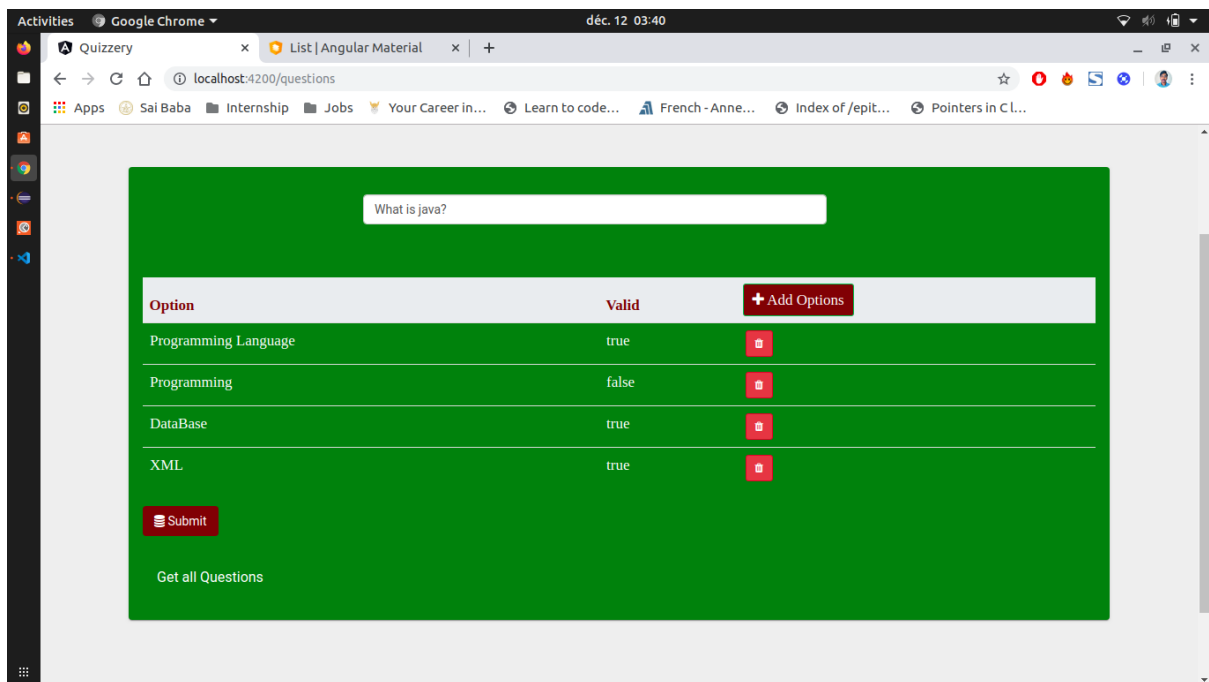 Activities Google Chrome déc. 12 03:40
Quizzery List | Angular Material
localhost:4200/questions
Apps Sai Baba Internship Jobs Your Career in... Learn to code... French - Anne... Index of /epit... Pointers in C l...
What is java?
Option Valid Add Options
Programming Language true
Programming false
DataBase true
XML true
Submit
Get all Questions